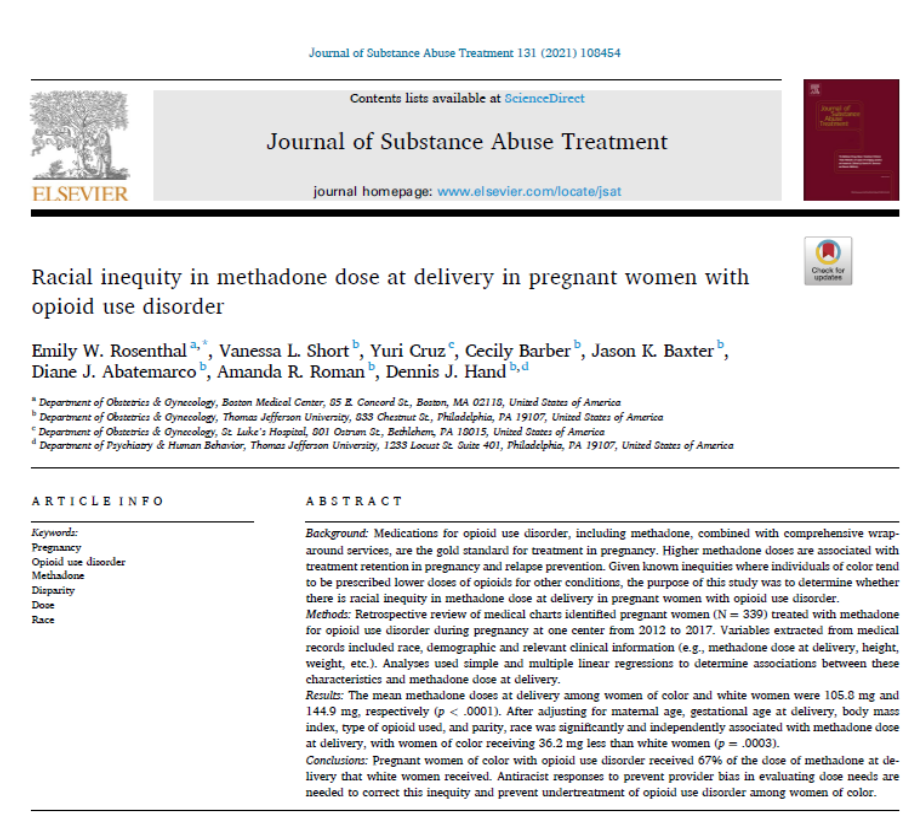 Journal of Substance Abuse Treatment 131 (2021) 108454
Contents lists available at ScienceDirect
Journal of
Substance
Abuse
Treatment
Journal of Substance Abuse Treatment
ELSEVIER
journal homepage: www.elsevier.com/locate/jsat
Racial inequity in methadone dose at delivery in pregnant women with
opioid use disorder
Check for
updates
Emily W. Rosenthal a,*, Vanessa L. Short b, Yuri Cruz c, Cecily Barber b, Jason K. Baxter b,
Diane J. Abatemarco b, Amanda R. Roman b, Dennis J. Hand b,d
a Department of Obstetrics & Gynecology, Boston Medical Center, 85 E. Concord St., Boston, MA 02118, United States of America
b Department of Obstetrics & Gynecology, Thomas Jefferson University, 833 Chestnut St., Philadelphia, PA 19107, United States of America
c Department of Obstetrics & Gynecology, St. Luke's Hospital, 801 Ostrum St., Bethlehem, PA 18015, United States of America
d Department of Psychiatry & Human Behavior, Thomas Jefferson University, 1233 Locust St. Suite 401, Philadelphia, PA 19107, United States of America
ARTICLE INFO
Keywords:
Pregnancy
Opioid use disorder
Methadone
Disparity
Dose
Race
ABSTRACT
Background: Medications for opioid use disorder, including methadone, combined with comprehensive wrap-
around services, are the gold standard for treatment in pregnancy. Higher methadone doses are associated with
treatment retention in pregnancy and relapse prevention. Given known inequities where individuals of color tend
to be prescribed lower doses of opioids for other conditions, the purpose of this study was to determine whether
there is racial inequity in methadone dose at delivery in pregnant women with opioid use disorder.
Methods: Retrospective review of medical charts identified pregnant women (N = 339) treated with methadone
for opioid use disorder during pregnancy at one center from 2012 to 2017. Variables extracted from medical
records included race, demographic and relevant clinical information (e.g., methadone dose at delivery, height,
weight, etc.). Analyses used simple and multiple linear regressions to determine associations between these
characteristics and methadone dose at delivery.
Results: The mean methadone doses at delivery among women of color and white women were 105.8 mg and
144.9 mg, respectively (p < .0001). After adjusting for maternal age, gestational age at delivery, body mass
index, type of opioid used, and parity, race was significantly and independently associated with methadone dose
at delivery, with women of color receiving 36.2 mg less than white women (p = .0003).
Conclusions: Pregnant women of color with opioid use disorder received 67% of the dose of methadone at de-
livery that white women received. Antiracist responses to prevent provider bias in evaluating dose needs are
needed to correct this inequity and prevent undertreatment of opioid use disorder among women of color.